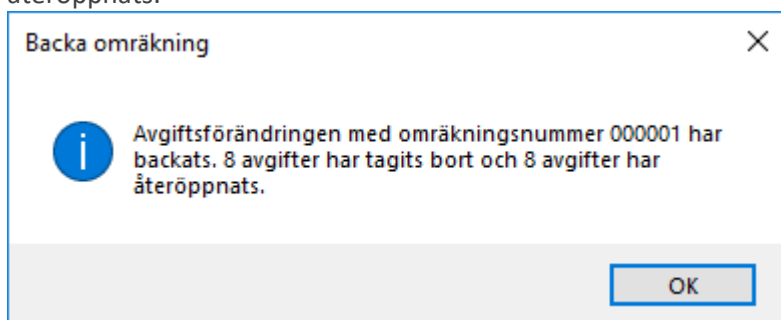 återöppnats.
Backa omräkning
Avgiftsförändringen med omräkningsnummer 000001 har
backats. 8 avgifter har tagits bort och 8 avgifter har
återöppnats.
OK